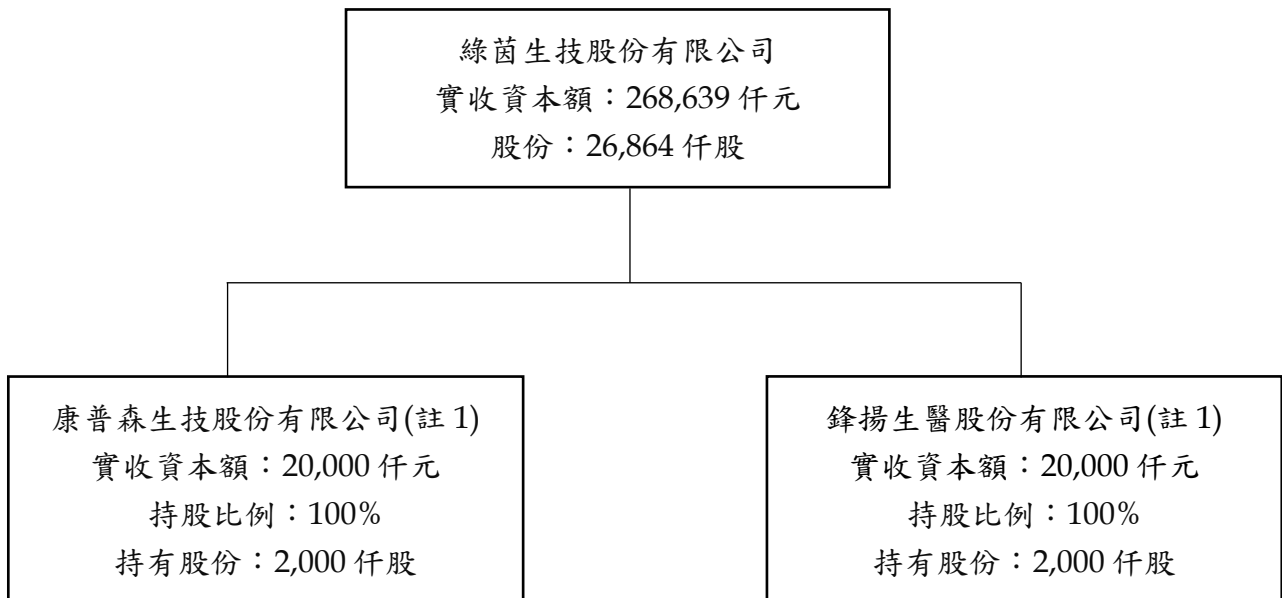 綠茵生技股份有限公司
實收資本額：268,639 仟元
股份：26,864 仟股
康普森生技股份有限公司(註 1)
實收資本額：20,000 仟元
持股比例：100%
持有股份：2,000 仟股
鋒揚生醫股份有限公司(註 1)
實收資本額：20,000 仟元
持股比例：100%
持有股份：2,000 仟股